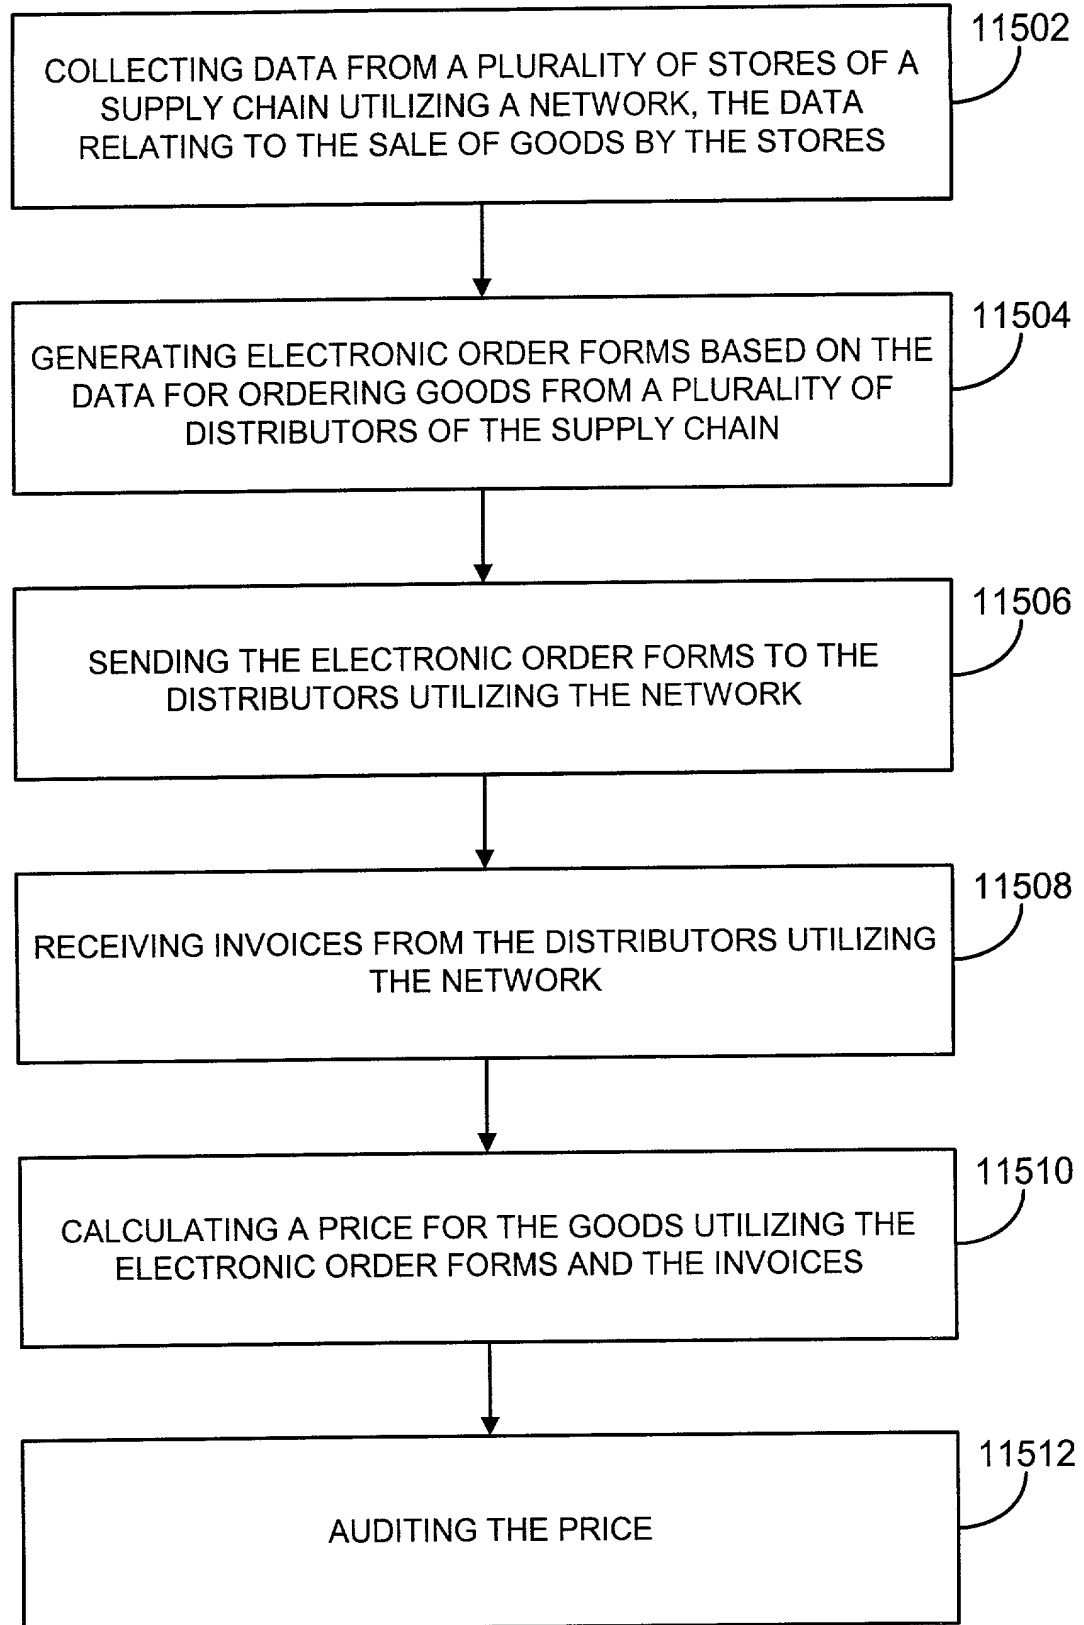 11502
COLLECTING DATA FROM A PLURALITY OF STORES OF A
SUPPLY CHAIN UTILIZING A NETWORK, THE DATA
RELATING TO THE SALE OF GOODS BY THE STORES
11504
GENERATING ELECTRONIC ORDER FORMS BASED ON THE
DATA FOR ORDERING GOODS FROM A PLURALITY OF
DISTRIBUTORS OF THE SUPPLY CHAIN
11506
SENDING THE ELECTRONIC ORDER FORMS TO THE
DISTRIBUTORS UTILIZING THE NETWORK
11508
RECEIVING INVOICES FROM THE DISTRIBUTORS UTILIZING
THE NETWORK
11510
CALCULATING A PRICE FOR THE GOODS UTILIZING THE
ELECTRONIC ORDER FORMS AND THE INVOICES
11512
AUDITING THE PRICE